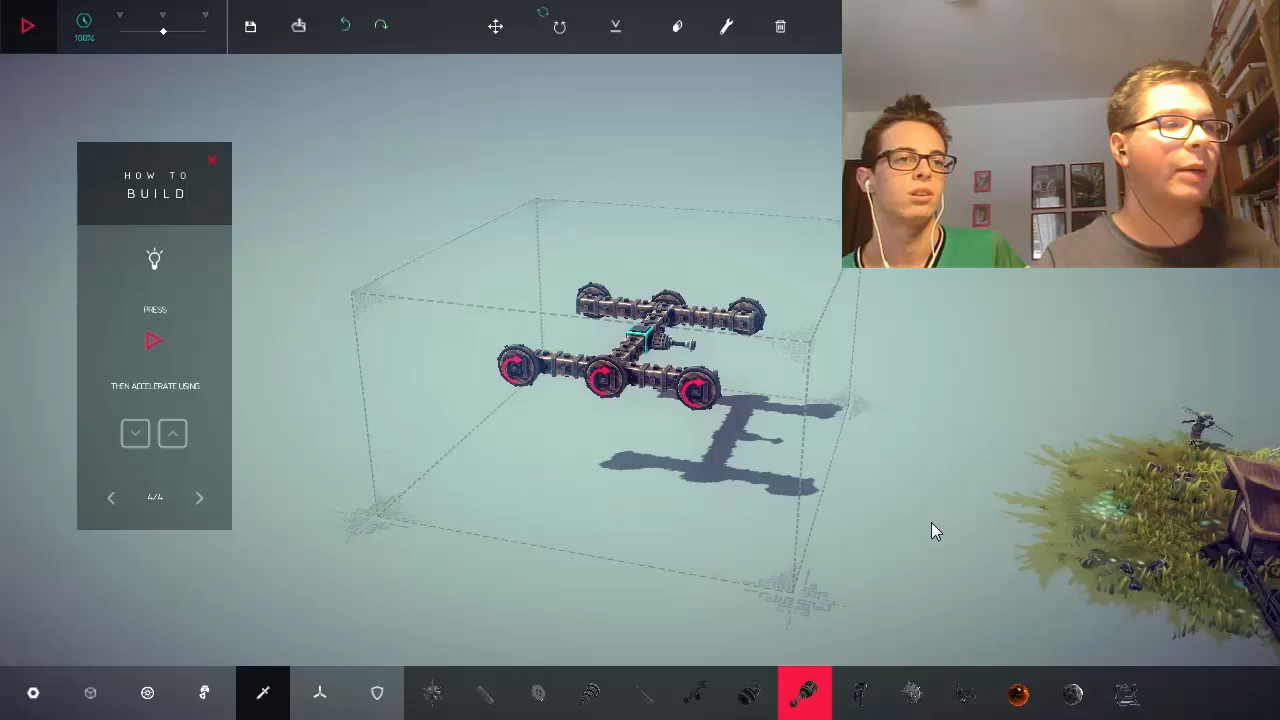 100%
HOW TO
BUILD
PRESS
THEN ACCELERATE USING
4/4